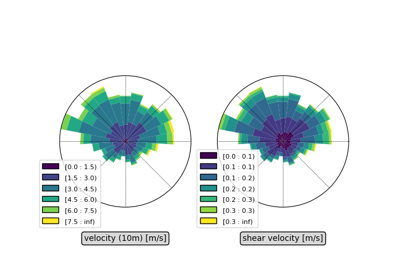 [0.0 : 1.5)
[1.5 : 3.0)
[3.0 : 4.5)
[4.5 : 6.0)
[6.0 : 7.5)
[7.5 : inf)
velocity (10m) [m/s]
[0.0 : 0.1)
[0.1 : 0.1)
[0.1 : 0.2)
[0.2 : 0.2)
[0.2 : 0.3)
[0.3 : 0.3)
[0.3 : inf)
shear velocity [m/s]